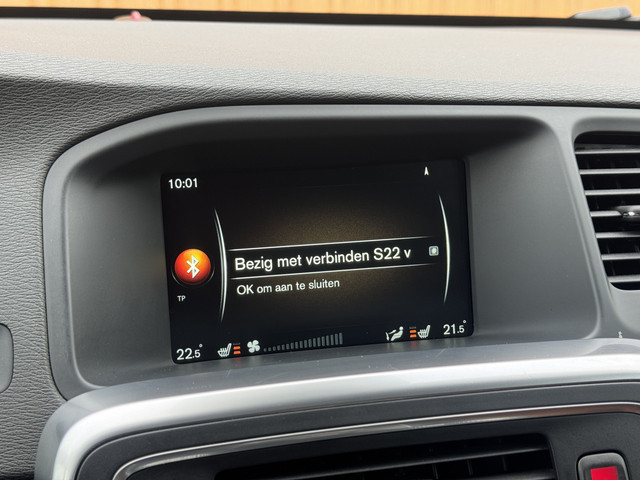 10:01
Bezig met verbinden S22 v
OK om aan te sluiten
TP
22.5°
21.5°